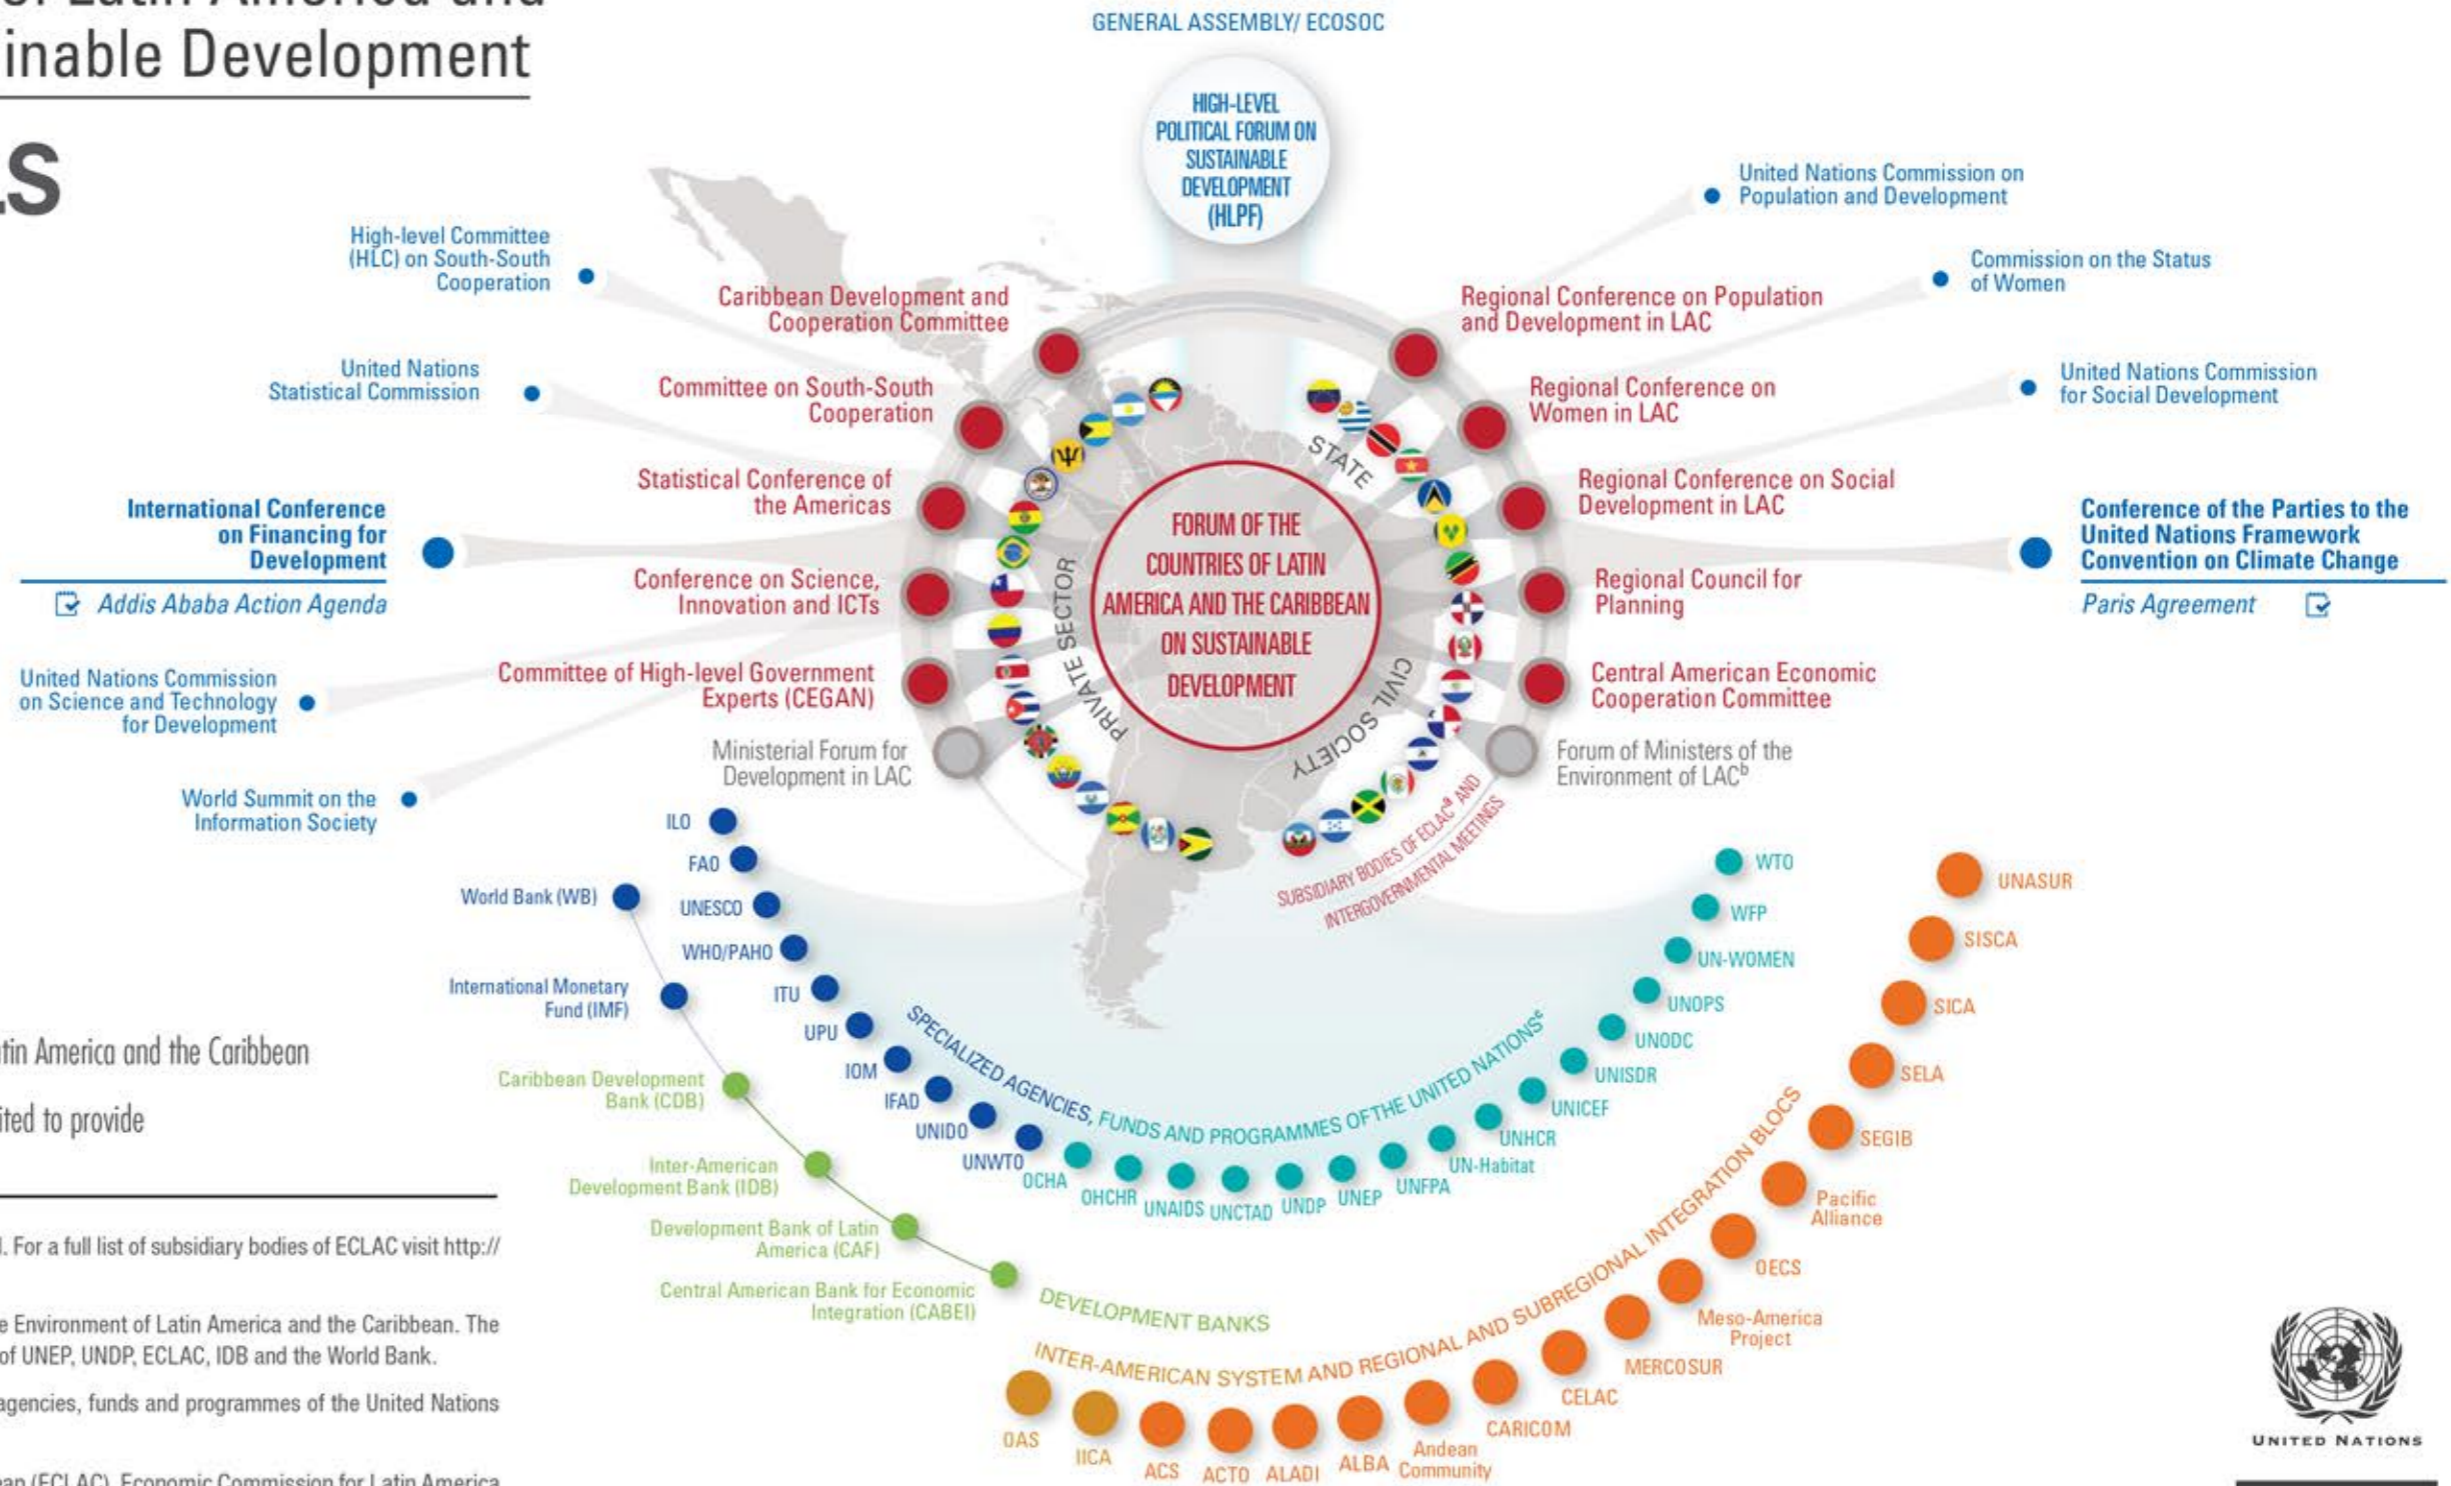 of Latin America and
inable Development
LS
GENERAL ASSEMBLY/ ECOSOC
HIGH-LEVEL
POLITICAL FORUM ON
SUSTAINABLE
DEVELOPMENT
(HLPF)
High-level Committee
(HLC) on South-South
Cooperation
United Nations
Statistical Commission
International Conference
on Financing for
Development
Addis Ababa Action Agenda
United Nations Commission
on Science and Technology
for Development
World Summit on the
Information Society
Caribbean Development and
Cooperation Committee
Committee on South-South
Cooperation
Statistical Conference of
the Americas
Conference on Science,
Innovation and ICTs
Committee of High-level Government
Experts (CEGAN)
Ministerial Forum for
Development in LAC
STATE
PRIVATE SECTOR
CIVIL SOCIETY
FORUM OF THE
COUNTRIES OF LATIN
AMERICA AND THE CARIBBEAN
ON SUSTAINABLE
DEVELOPMENT
Regional Conference on Population
and Development in LAC
Regional Conference on
Women in LAC
Regional Conference on Social
Development in LAC
Regional Council for
Planning
Central American Economic
Cooperation Committee
Forum of Ministers of the
Environment of LACb
SUBSIDIARY BODIES OF ECLACa AND
INTERGOVERNMENTAL MEETINGS
United Nations Commission on
Population and Development
Commission on the Status
of Women
United Nations Commission
for Social Development
Conference of the Parties to the
United Nations Framework
Convention on Climate Change
Paris Agreement
ILO
FAO
UNESCO
WHO/PAHO
ITU
UPU
IOM
IFAD
UNIDO
UNWTO
OCHA
OHCHR
UNAIDS
UNCTAD
UNDP
UNEP
UNFPA
UN-Habitat
UNHCR
UNICEF
UNISDR
UNODC
UNOPS
UN-WOMEN
WFP
WTO
SPECIALIZED AGENCIES, FUNDS AND PROGRAMMES OF THE UNITED NATIONSc
World Bank (WB)
International Monetary
Fund (IMF)
Caribbean Development
Bank (CDB)
Inter-American
Development Bank (IDB)
Development Bank of Latin
America (CAF)
Central American Bank for Economic
Integration (CABEI)
DEVELOPMENT BANKS
INTER-AMERICAN SYSTEM AND REGIONAL AND SUBREGIONAL INTEGRATION BLOCS
OAS
IICA
ACS
ACTO
ALADI
ALBA
Andean
Community
CARICOM
CELAC
MERCOSUR
Meso-America
Project
OECS
Pacific
Alliance
SEGIB
SELA
SICA
SISCA
UNASUR
tin America and the Caribbean
ited to provide
. For a full list of subsidiary bodies of ECLAC visit http://
e Environment of Latin America and the Caribbean. The
of UNEP, UNDP, ECLAC, IDB and the World Bank.
agencies, funds and programmes of the United Nations
ean (ECLAC), Economic Commission for Latin America
UNITED NATIONS